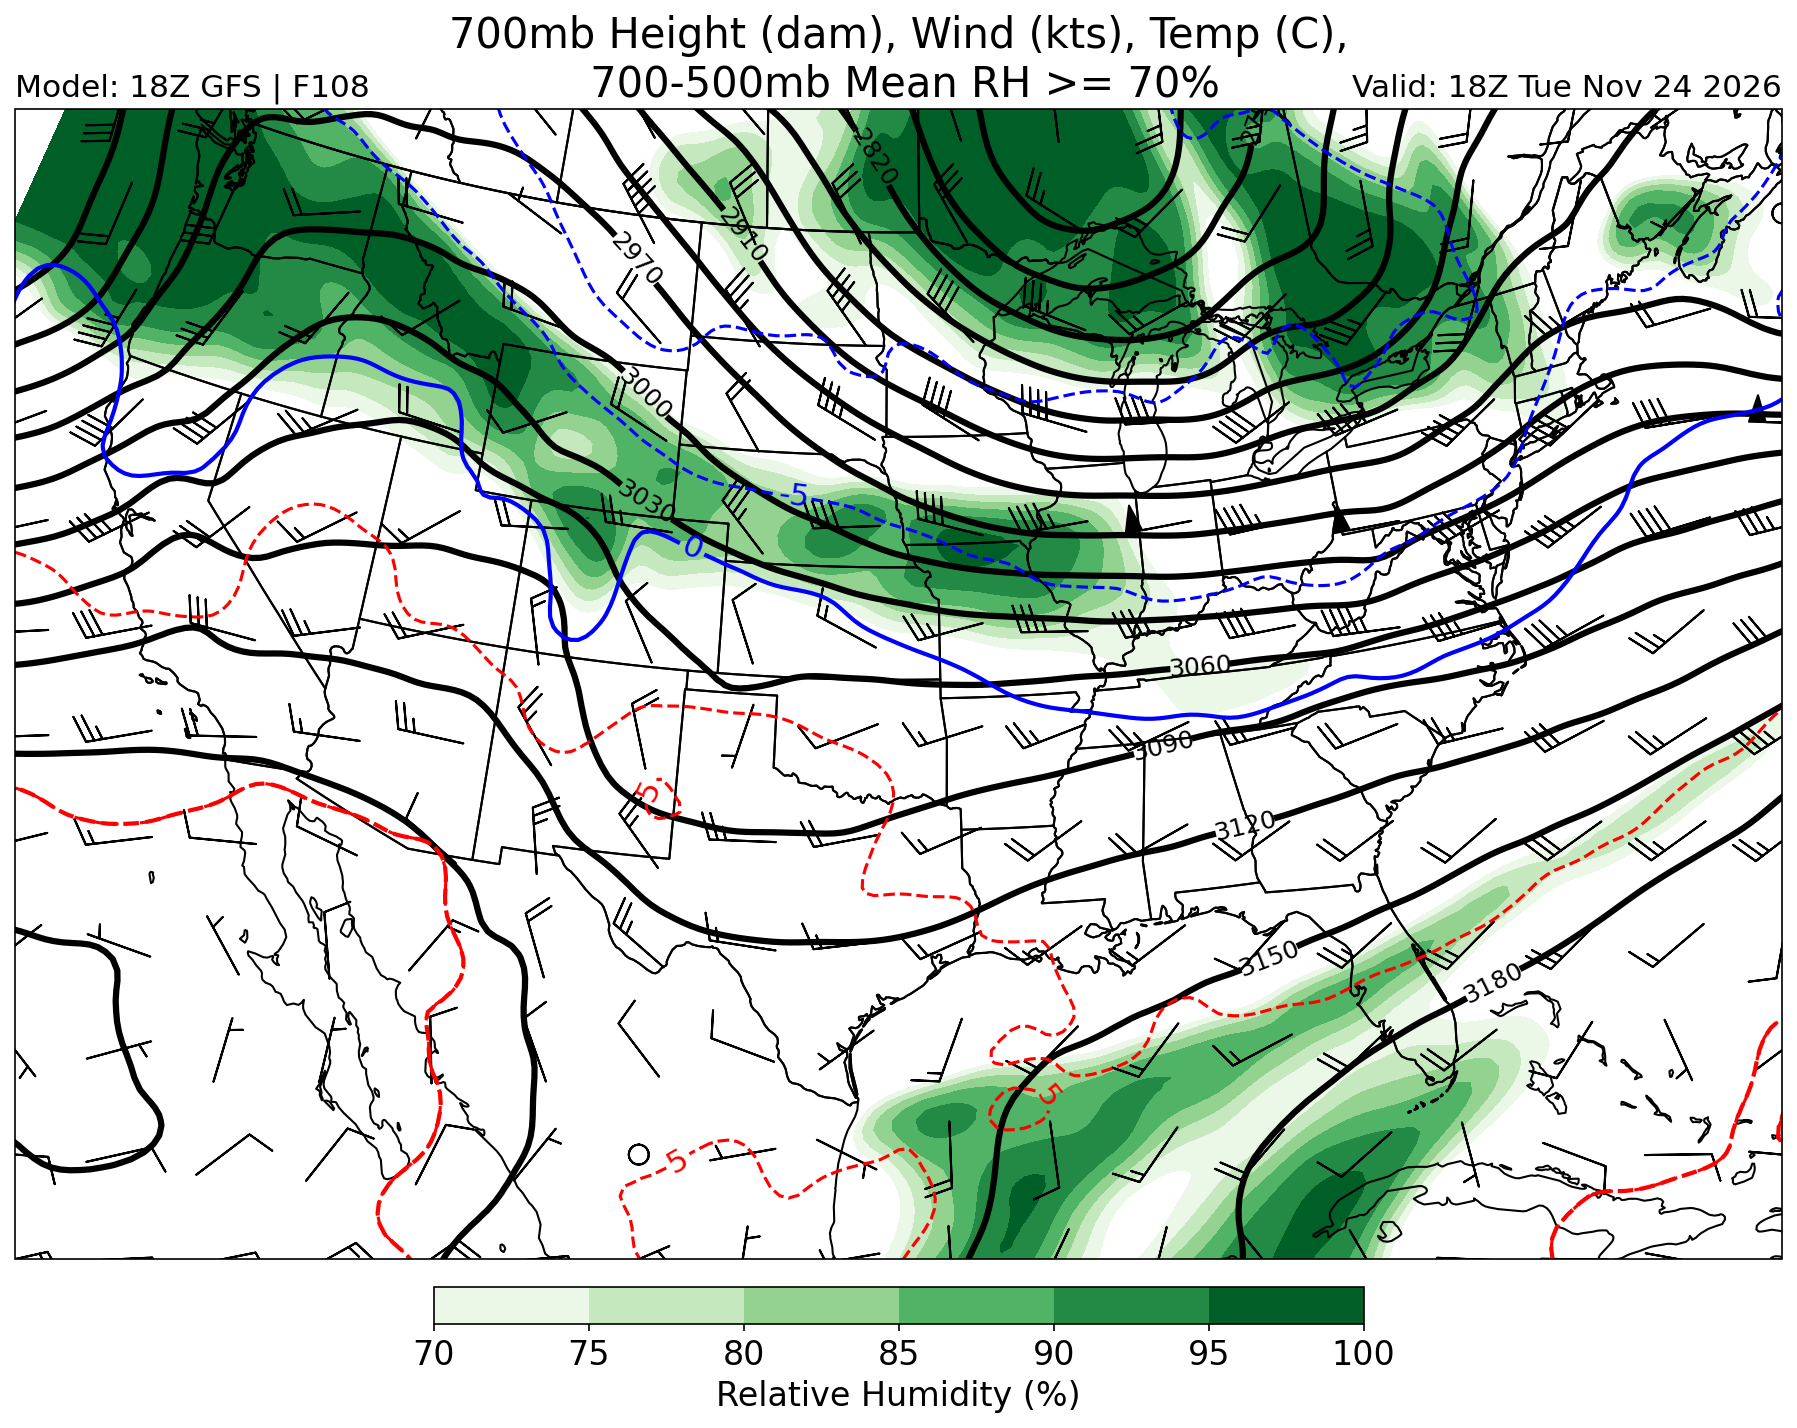 700mb Height (dam), Wind (kts), Temp (C),
700-500mb Mean RH >= 70%
Model: 18Z GFS | F108
Valid: 18Z Tue Nov 24 2026
2820
2910
2970
3000
3030
-5
0
3060
3090
5
3120
3150
3180
5
5
70 75 80 85 90 95 100
Relative Humidity (%)